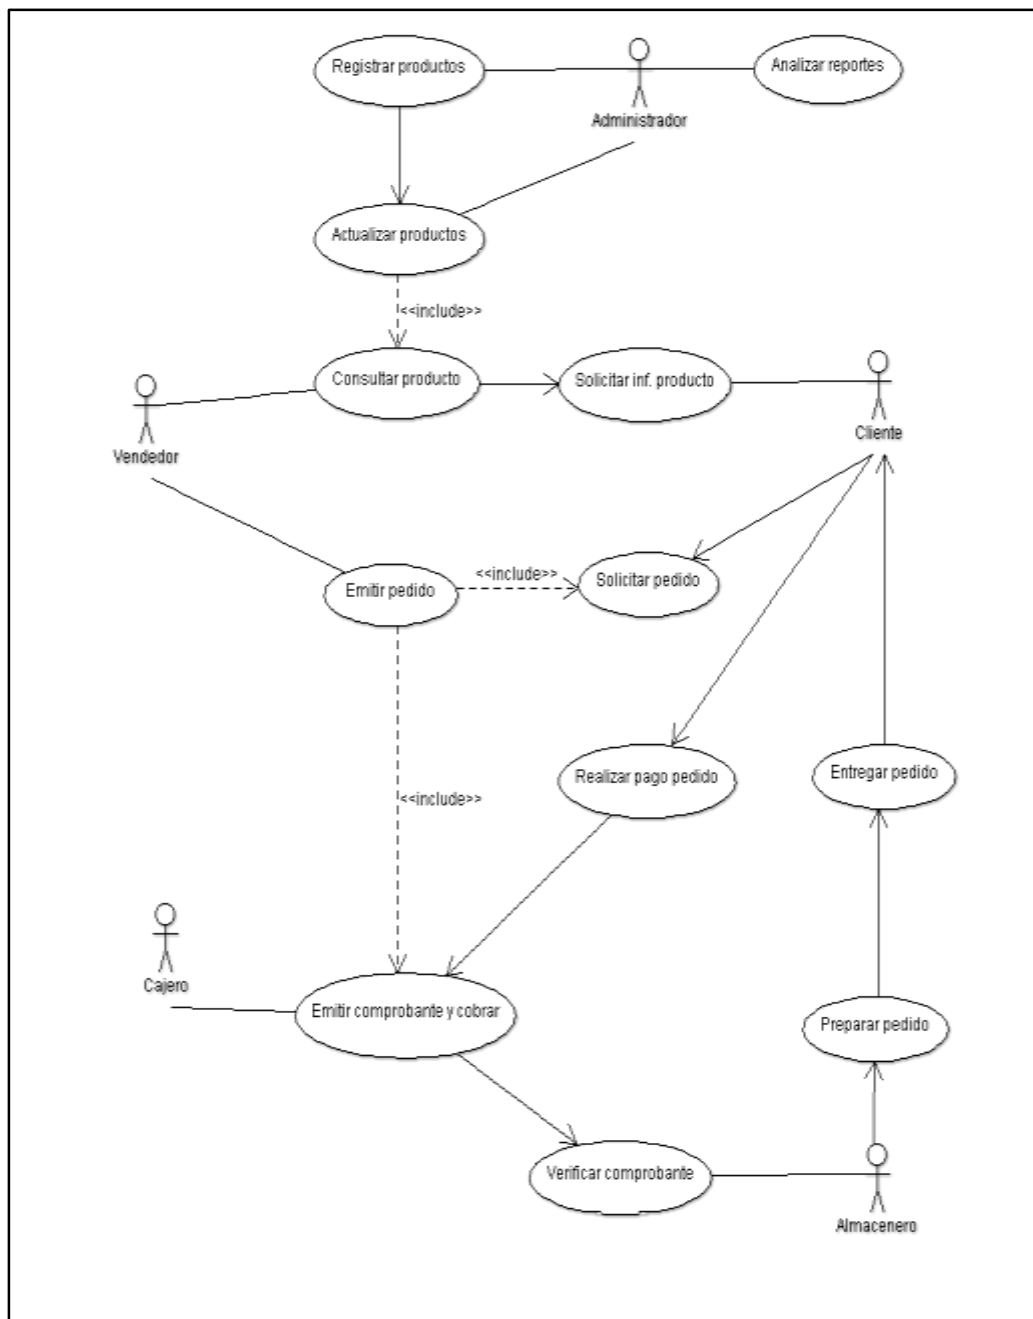 Registrar productos
Analizar reportes
Administrador
Actualizar productos
<<include>>
Consultar producto
Solicitar inf. producto
Cliente
Vendedor
<<include>>
Solicitar pedido
Emitir pedido
Realizar pago pedido
Entregar pedido
<<include>>
Cajero
Emitir comprobante y cobrar
Preparar pedido
Verificar comprobante
Almacenero